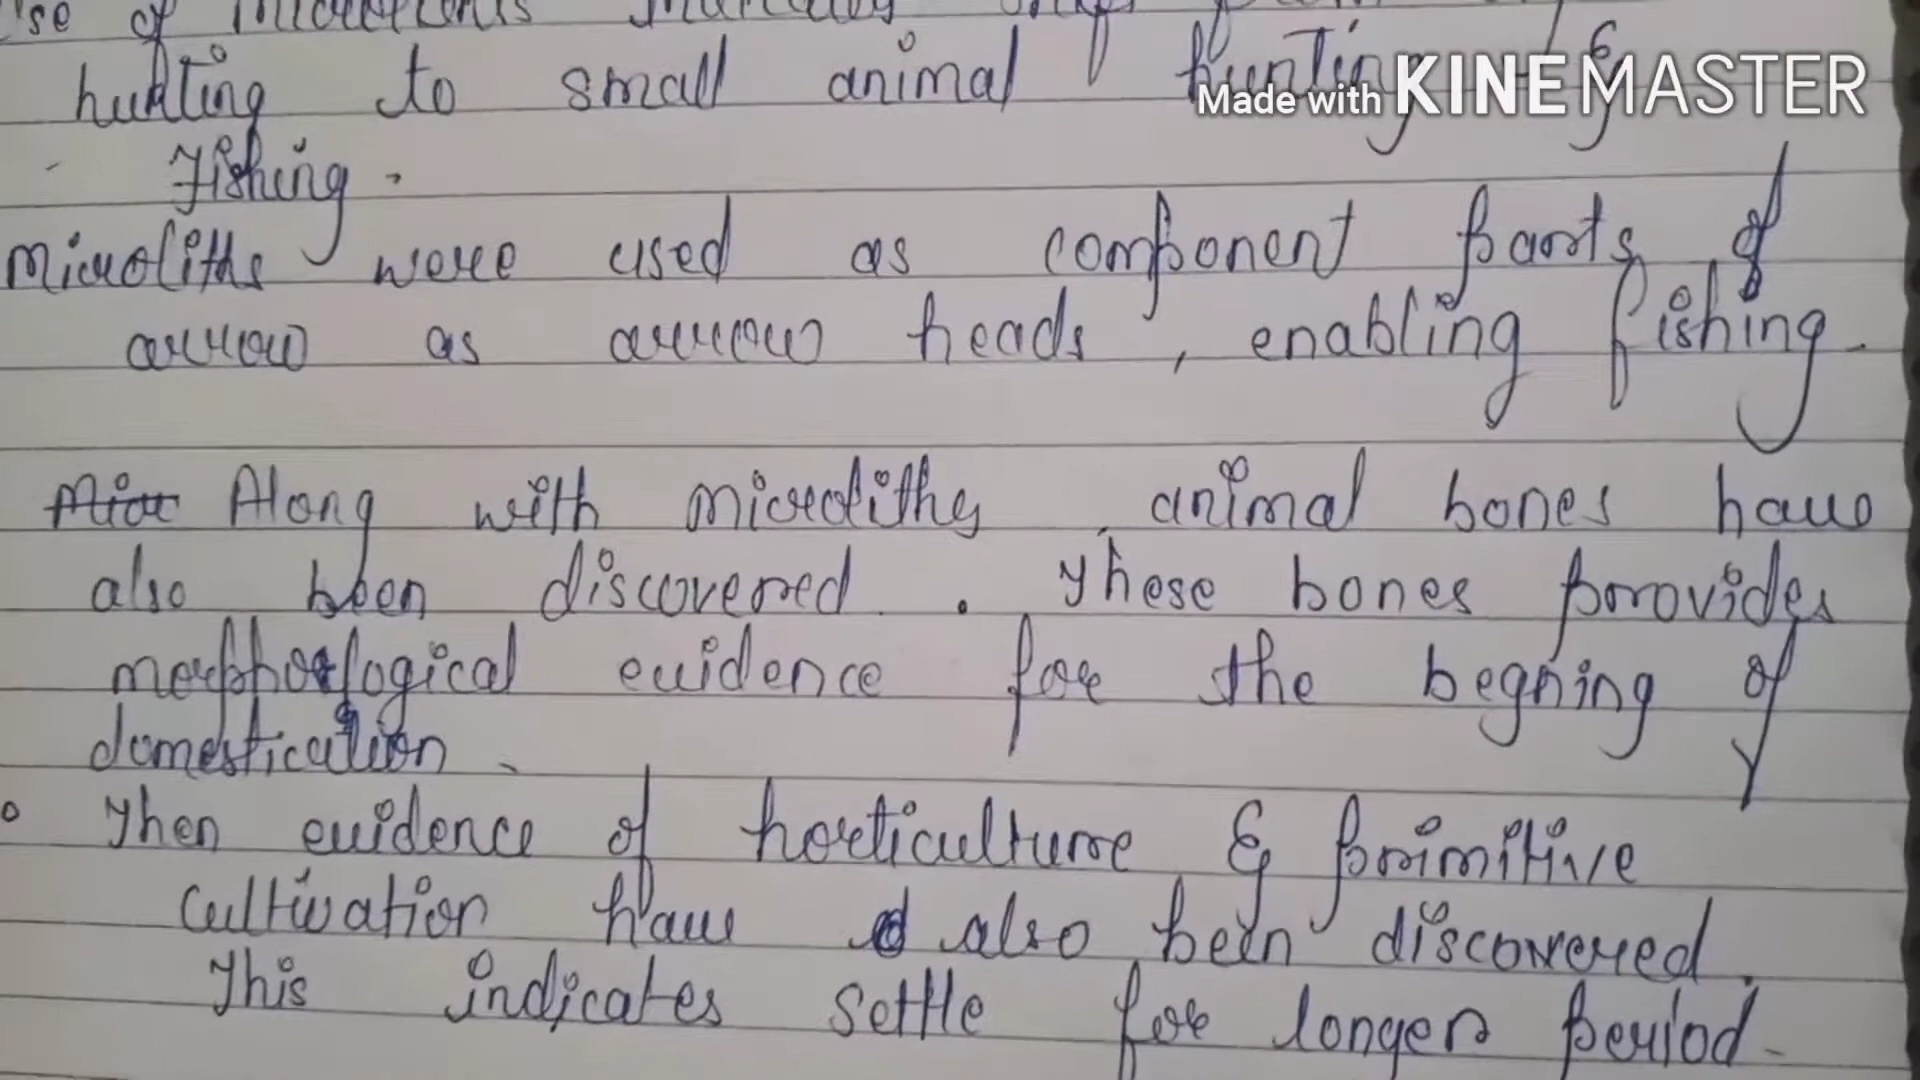 use of microliths
hunting to small animal hunting &
Made with KINEMASTER
Fishing.
Microliths were used as component parts of
arrow as arrow heads, enabling fishing.
Along with microliths animal bones have
also been discovered. These bones provides
morphological evidence for the begning of
domestication.
Then evidence of horticulture & primitive
cultivation have also been discovered.
This indicates settle for longer period.